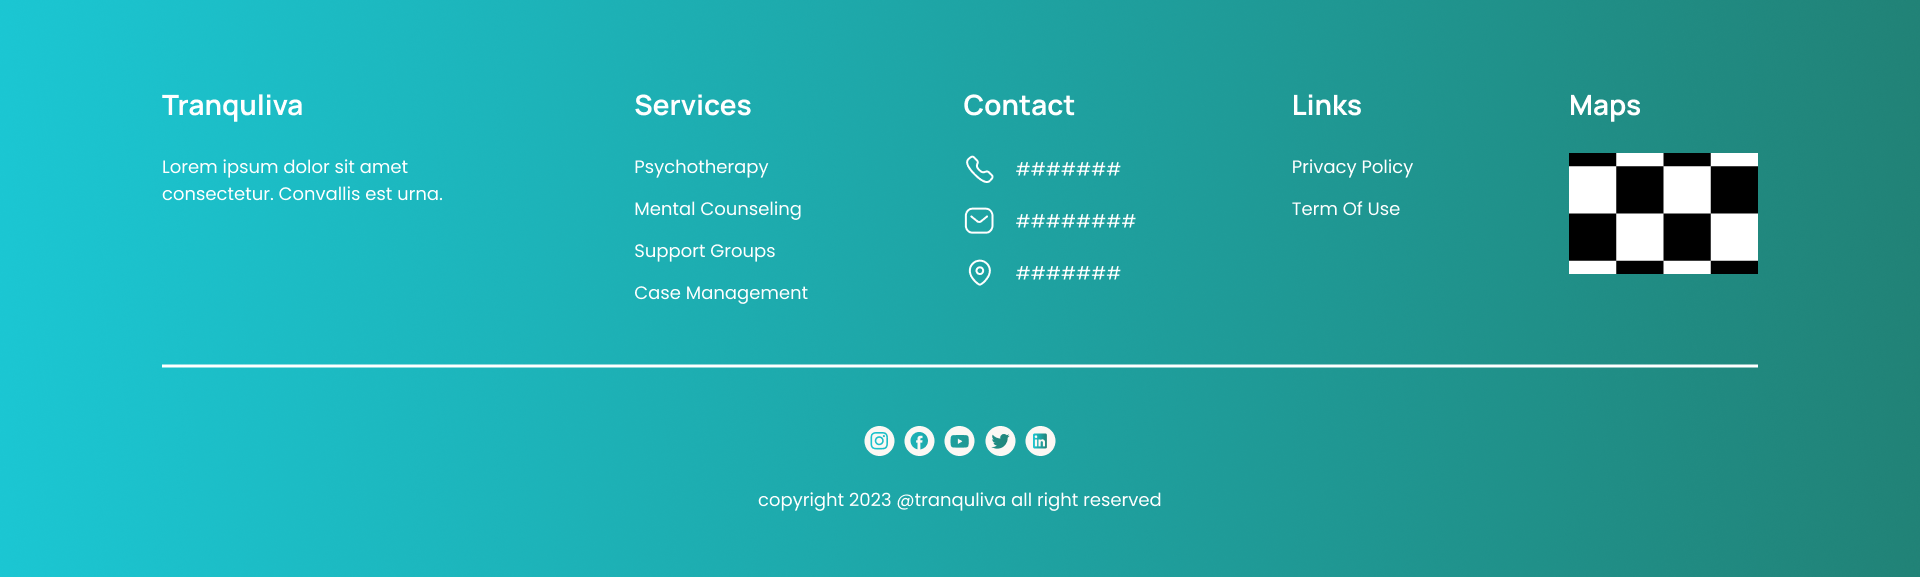 Tranquliva
Lorem ipsum dolor sit amet
consectetur. Convallis est urna.
Services
Psychotherapy
Mental Counseling
Support Groups
Case Management
Contact
#######
########
#######
Links
Privacy Policy
Term Of Use
Maps
copyright 2023 @tranquliva all right reserved